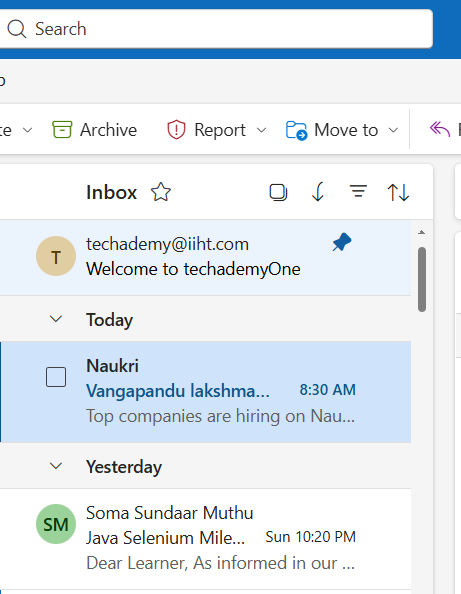 Search
Archive
Report
Move to
Inbox
T
techademy@iiht.com
Welcome to techademyOne
Today
Naukri
Vangapandu lakshma... 8:30 AM
Top companies are hiring on Nau...
Yesterday
SM
Soma Sundaar Muthu
Java Selenium Mile... Sun 10:20 PM
Dear Learner, As informed in our ...